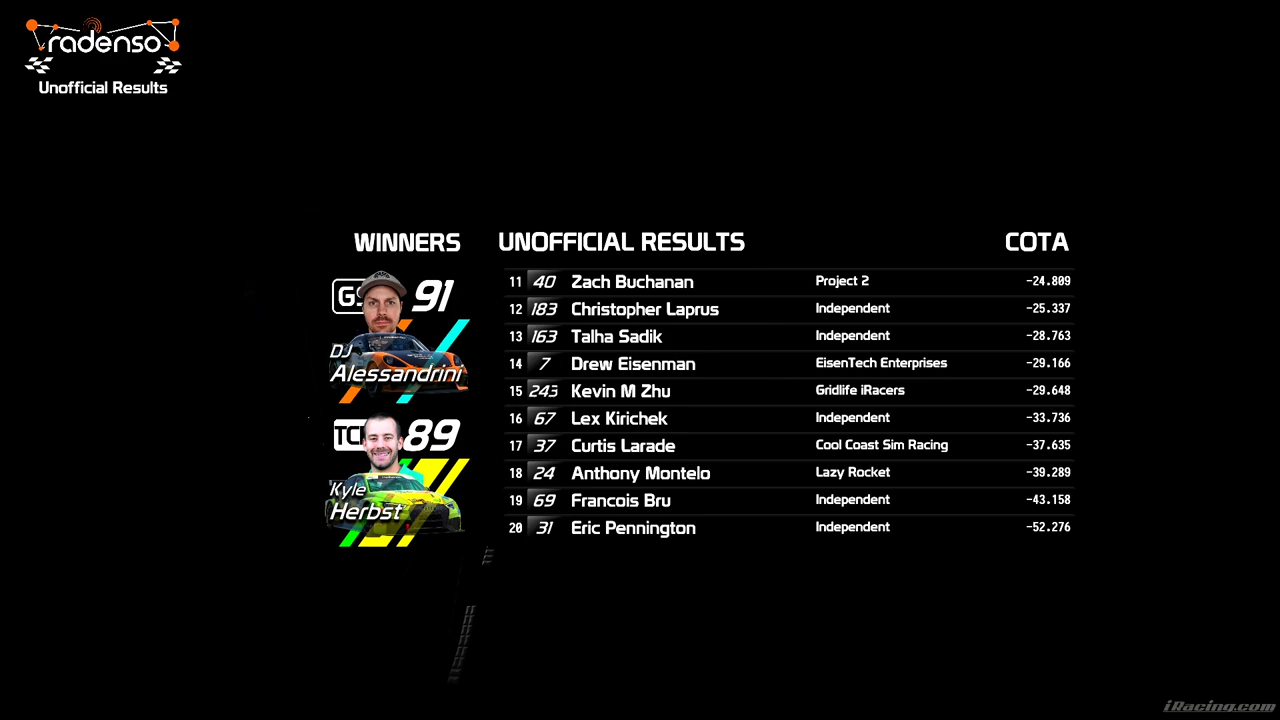 radenso
Unofficial Results
WINNERS
UNOFFICIAL RESULTS COTA
91
DJ
Alessandrini
89
Kyle
Herbst
11 40 Zach Buchanan Project 2 -24.809
12 183 Christopher Laprus Independent -25.337
13 163 Talha Sadik Independent -28.763
14 7 Drew Eisenman EisenTech Enterprises -29.166
15 243 Kevin M Zhu Gridlife iRacers -29.648
16 67 Lex Kirichek Independent -33.736
17 37 Curtis Larade Cool Coast Sim Racing -37.635
18 24 Anthony Montelo Lazy Rocket -39.289
19 69 Francois Bru Independent -43.158
20 31 Eric Pennington Independent -52.276
iRacing.com